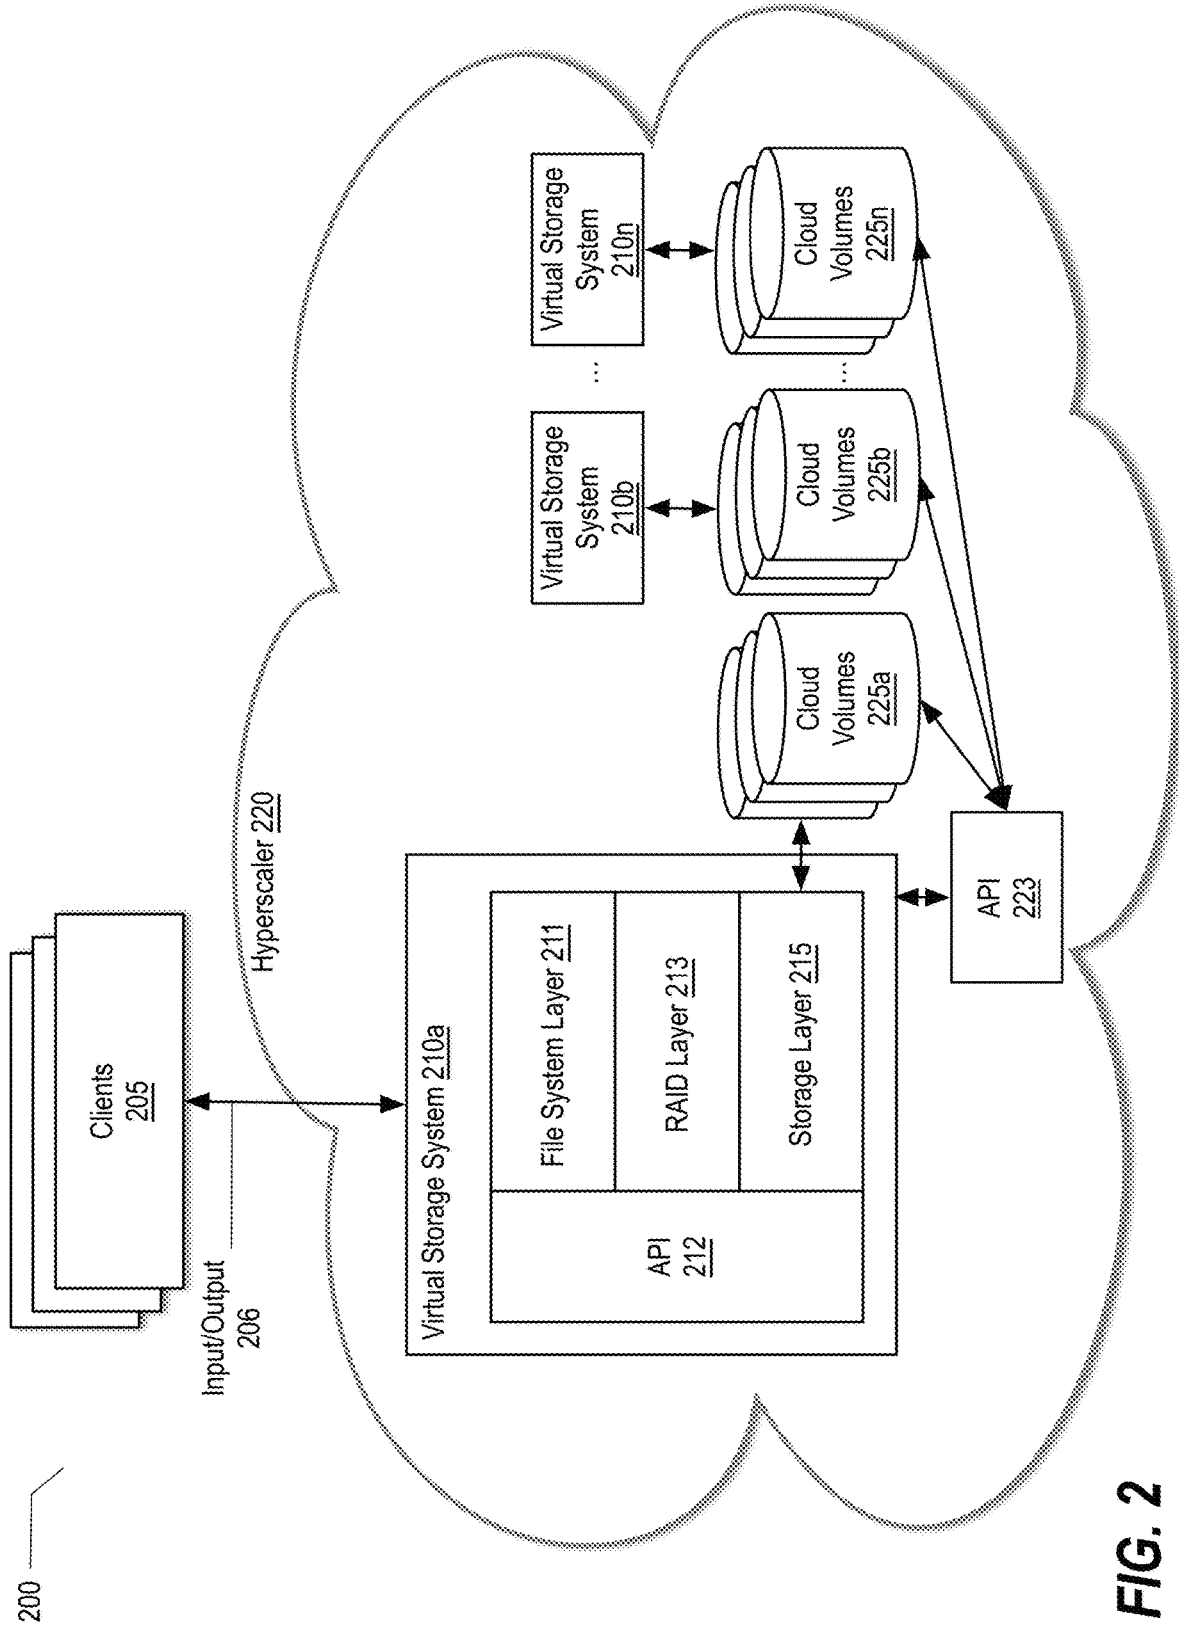 200
Clients
205
Input/Output
206
Hyperscaler 220
Virtual Storage System 210a
API
212
File System Layer 211
RAID Layer 213
Storage Layer 215
Virtual Storage
System
210b
...
Virtual Storage
System
210n
Cloud
Volumes
225a
Cloud
Volumes
225b
...
Cloud
Volumes
225n
API
223
FIG. 2